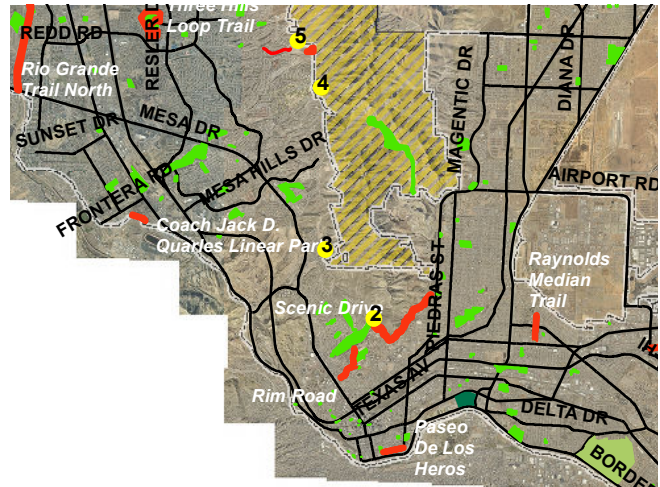 Three Hills
Loop Trail
REDD RD
RESLER D
5
DIANA DR
MAGENTIC DR
Rio Grande
Trail North
4
MESA DR
SUNSET DR
MESA HILLS DR
AIRPORT RD
FRONTERA RD,
Coach Jack D.
Quarles Linear Park
3
PIEDRAS ST
Raynolds
Median
Trail
Scenic Drive
2
IH
TEXAS AV
Rim Road
DELTA DR
Paseo
De Los
Heros
BORDE